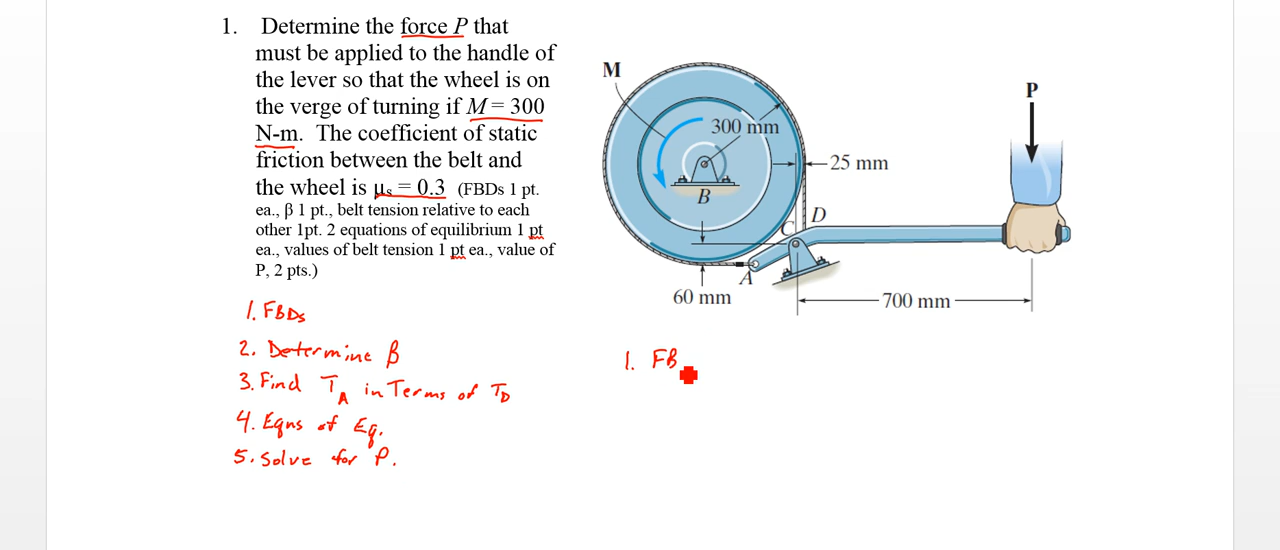 1. Determine the force P that
must be applied to the handle of
the lever so that the wheel is on
the verge of turning if M = 300
N-m. The coefficient of static
friction between the belt and
the wheel is μs = 0.3 (FBDs 1 pt.
ea., β 1 pt., belt tension relative to each
other 1pt. 2 equations of equilibrium 1 pt
ea., values of belt tension 1 pt ea., value of
P, 2 pts.)
1. FBDs
2. Determine β
3. Find TA in Terms of TD
4. Eqns of Eq.
5. Solve for P.
M
P
300 mm
25 mm
B
D
C
A
60 mm
700 mm
1. FB